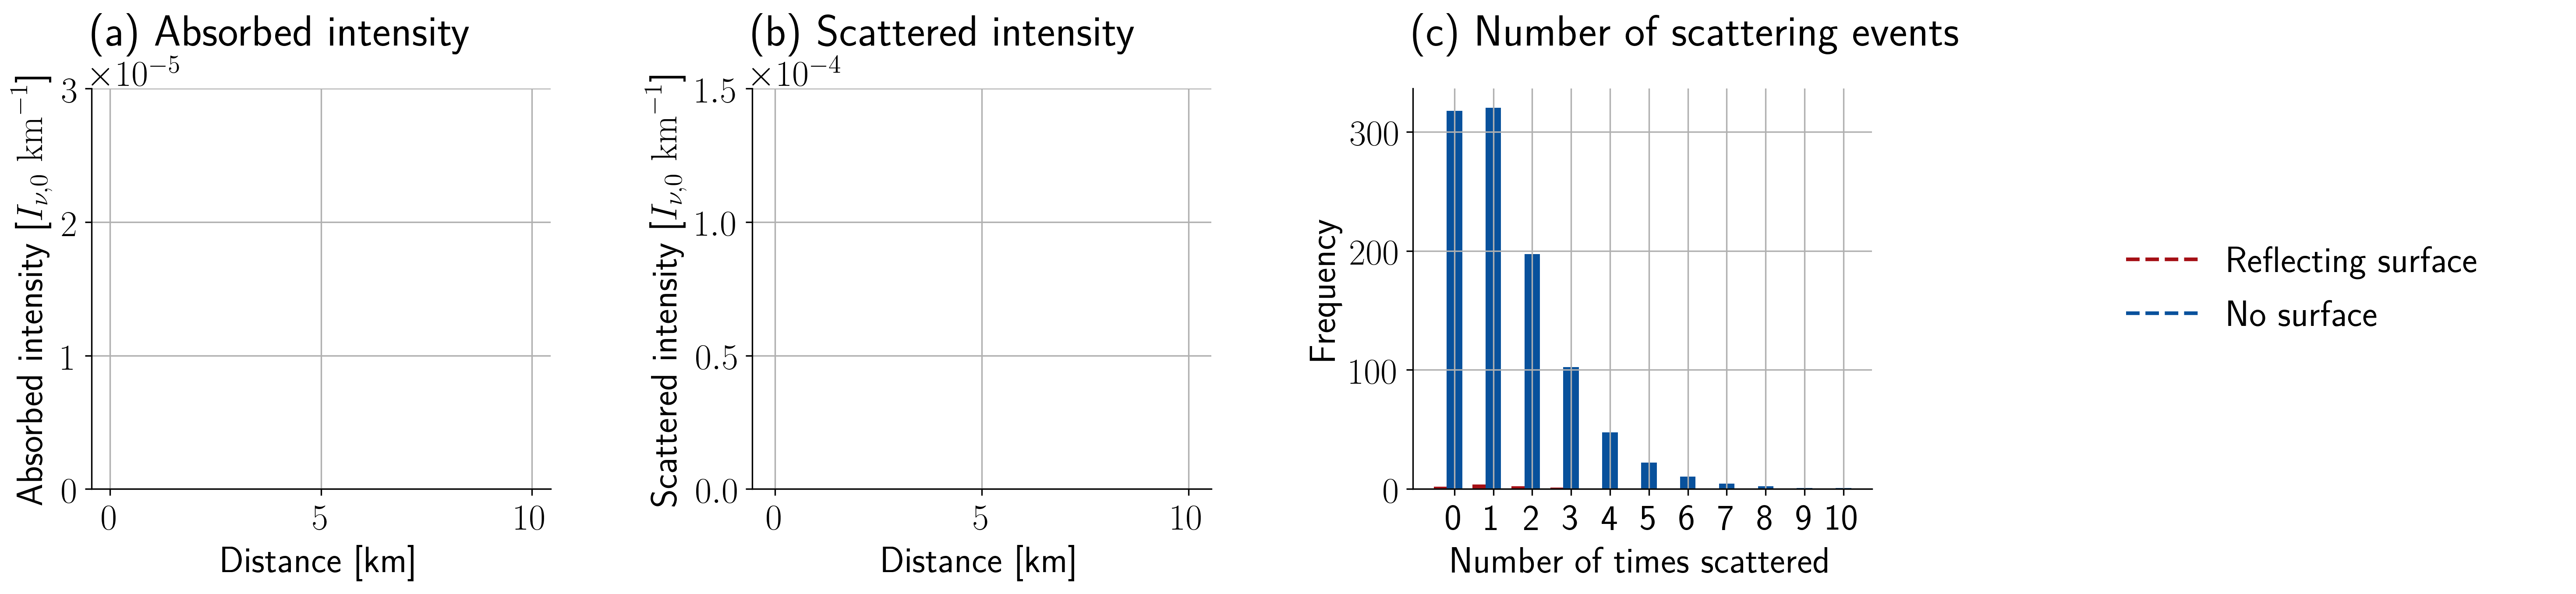 (a) Absorbed intensity
×10⁻⁵
Absorbed intensity [I_{ν,0} km⁻¹]
3
2
1
0
0 5 10
Distance [km]
(b) Scattered intensity
×10⁻⁴
Scattered intensity [I_{ν,0} km⁻¹]
1.5
1.0
0.5
0.0
0 5 10
Distance [km]
(c) Number of scattering events
Frequency
300
200
100
0
0 1 2 3 4 5 6 7 8 9 10
Number of times scattered
Reflecting surface
No surface